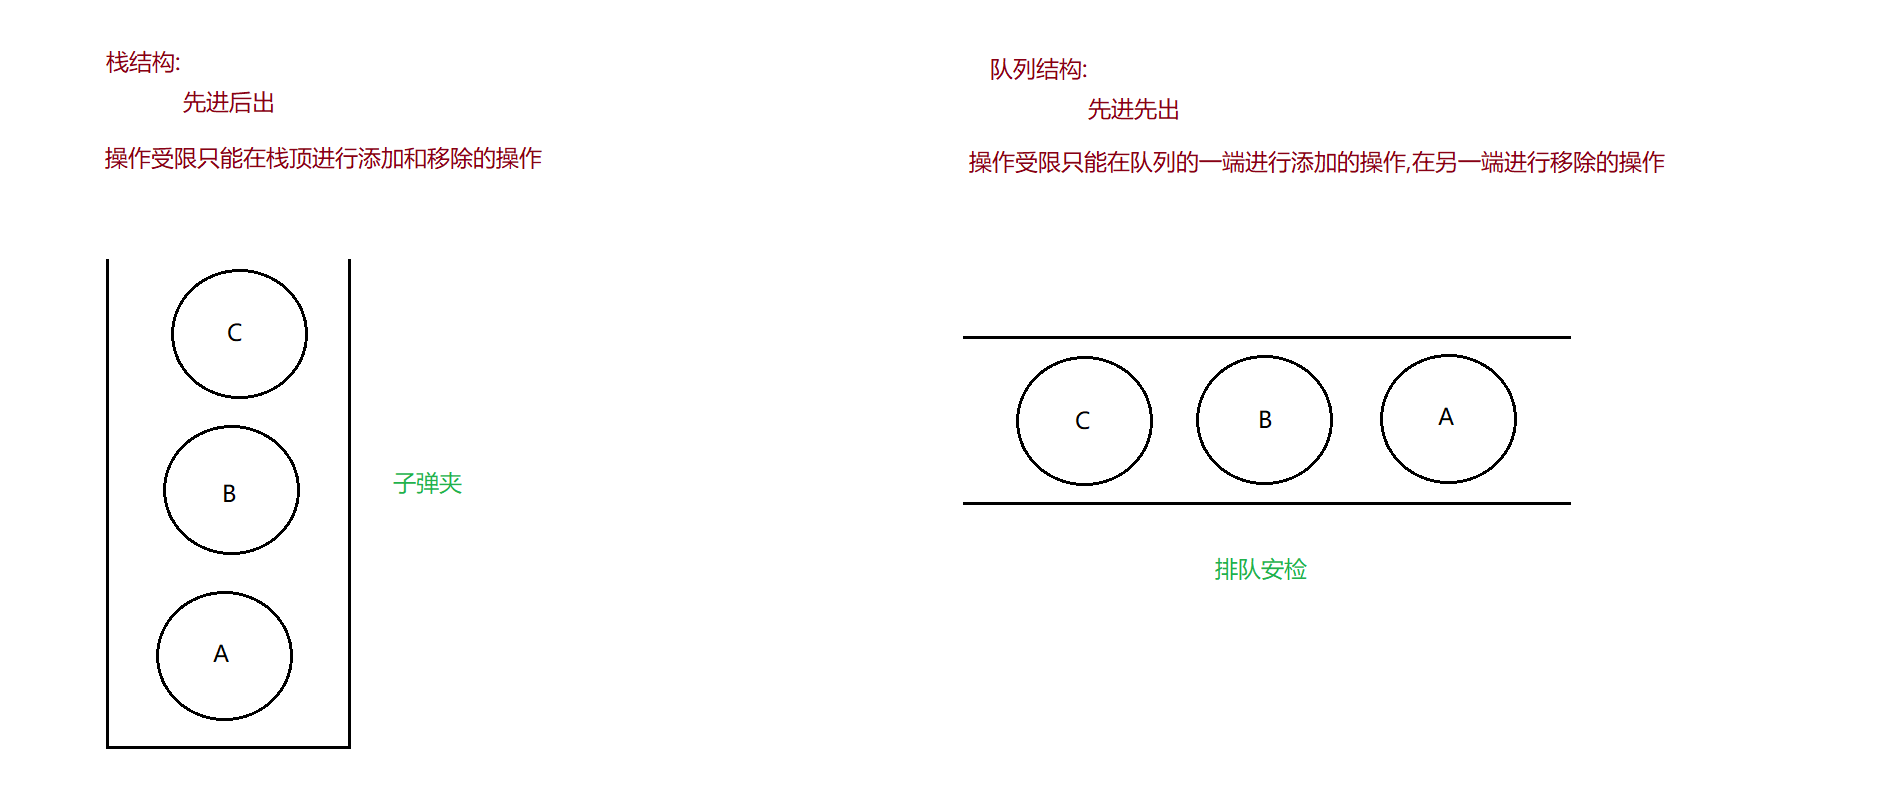 栈结构:
先进后出
操作受限只能在栈顶进行添加和移除的操作
C
B
子弹夹
A
队列结构:
先进先出
操作受限只能在队列的一端进行添加的操作,在另一端进行移除的操作
C
B
A
排队安检